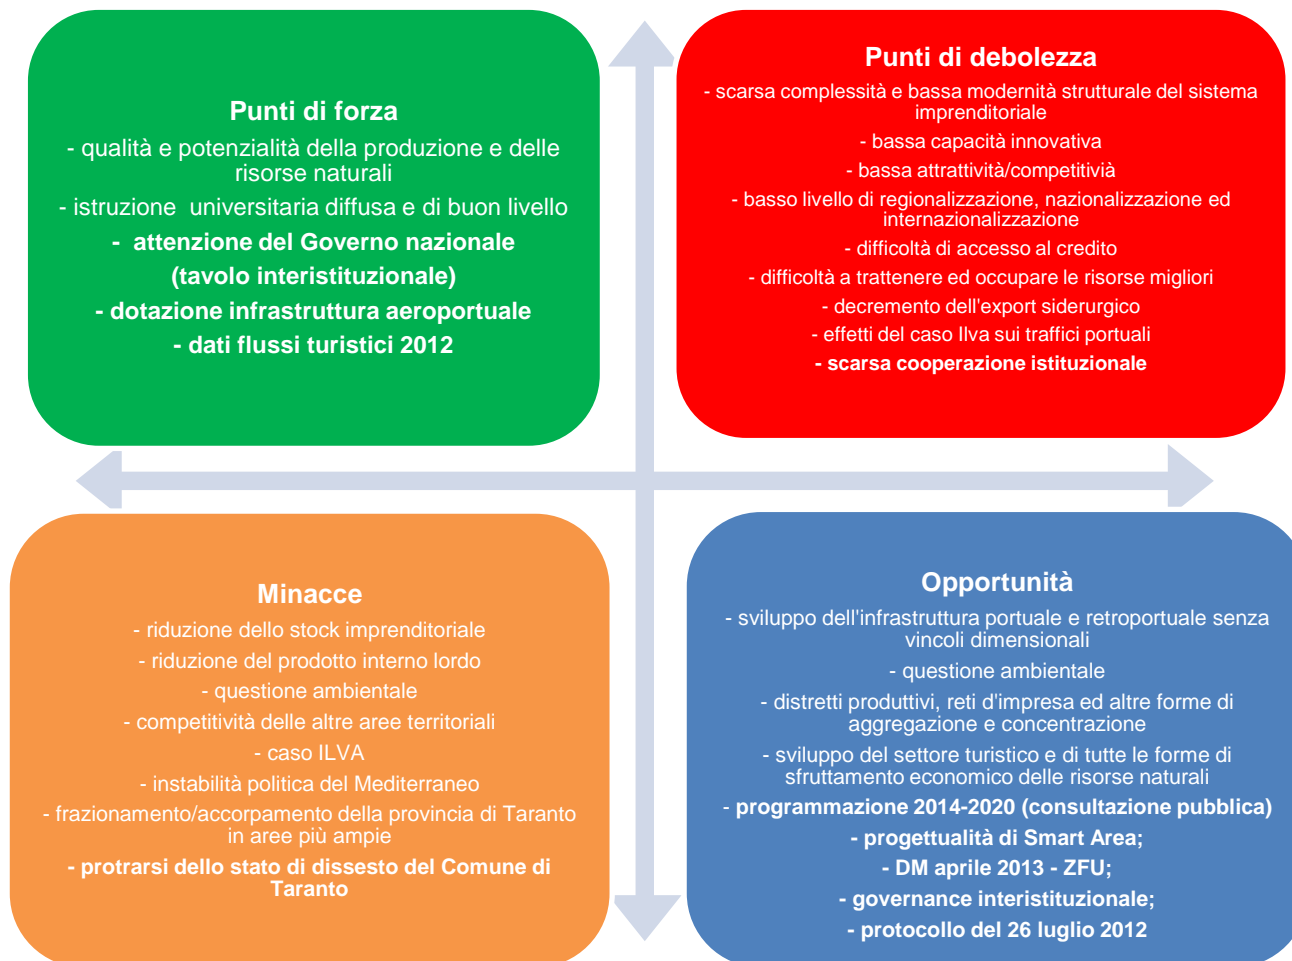 Punti di forza
- qualità e potenzialità della produzione e delle
risorse naturali
- istruzione  universitaria diffusa e di buon livello
-  attenzione del Governo nazionale
(tavolo interistituzionale)
- dotazione infrastruttura aeroportuale
- dati flussi turistici 2012
Punti di debolezza
- scarsa complessità e bassa modernità strutturale del sistema
imprenditoriale
- bassa capacità innovativa
- bassa attrattività/competitivià
- basso livello di regionalizzazione, nazionalizzazione ed
internazionalizzazione
- difficoltà di accesso al credito
- difficoltà a trattenere ed occupare le risorse migliori
- decremento dell'export siderurgico
- effetti del caso Ilva sui traffici portuali
- scarsa cooperazione istituzionale
Minacce
- riduzione dello stock imprenditoriale
- riduzione del prodotto interno lordo
- questione ambientale
- competitività delle altre aree territoriali
- caso ILVA
- instabilità politica del Mediterraneo
- frazionamento/accorpamento della provincia di Taranto
in aree più ampie
- protrarsi dello stato di dissesto del Comune di
Taranto
Opportunità
- sviluppo dell'infrastruttura portuale e retroportuale senza
vincoli dimensionali
- questione ambientale
- distretti produttivi, reti d'impresa ed altre forme di
aggregazione e concentrazione
- sviluppo del settore turistico e di tutte le forme di
sfruttamento economico delle risorse naturali
- programmazione 2014-2020 (consultazione pubblica)
- progettualità di Smart Area;
- DM aprile 2013 - ZFU;
- governance interistituzionale;
- protocollo del 26 luglio 2012